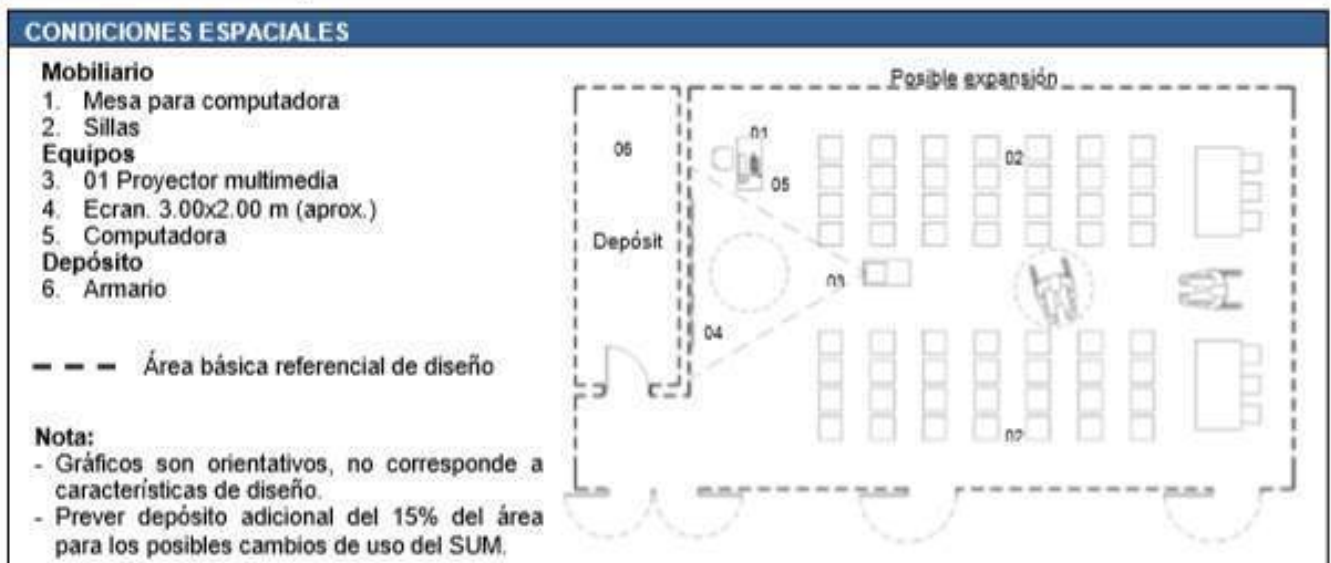 CONDICIONES ESPACIALES
Mobiliario
1. Mesa para computadora
2. Sillas
Equipos
3. 01 Proyector multimedia
4. Ecran. 3.00x2.00 m (aprox.)
5. Computadora
Depósito
6. Armario
Área básica referencial de diseño
Nota:
- Gráficos son orientativos, no corresponde a
características de diseño.
- Prever depósito adicional del 15% del área
para los posibles cambios de uso del SUM.
Posible expansión
01
06
02
05
Depósit
03
04
02